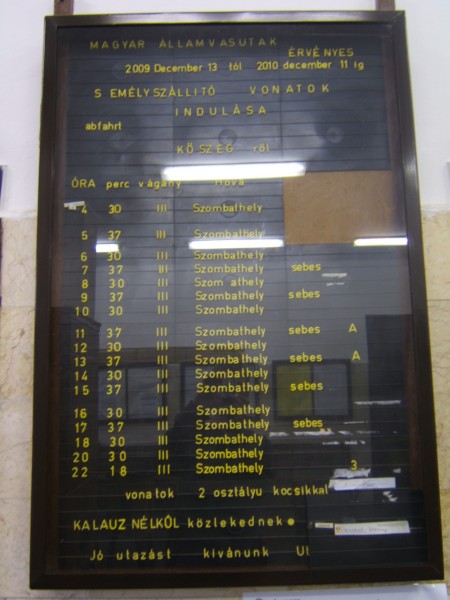 MAGYAR ÁLLAMVASUTAK
ÉRVÉNYES
2009 December 13 tól 2010 december 11 ig
S EMÉLYSZÁLLITÓ VONATOK
INDULÁSA
abfahrt
KŐSZEG ről
ÓRA perc vágány Hová
4 30 III Szombathely
5 37 III Szombathely
6 30 III Szombathely
7 37 III Szombathely sebes
8 30 III Szom athely
9 37 III Szombathely sebes
10 30 III Szombathely
11 37 III Szombathely sebes A
12 30 III Szombathely
13 37 III Szombathely sebes A
14 30 III Szombathely
15 37 III Szombathely sebes
16 30 III Szombathely
17 37 III Szombathely sebes
18 30 III Szombathely
20 30 III Szombathely
22 18 III Szombathely 3
vonatok 2 osztályu kocsikkal
KALAUZ NÉLKÜL közlekednek
Jó utazást kivánunk U!